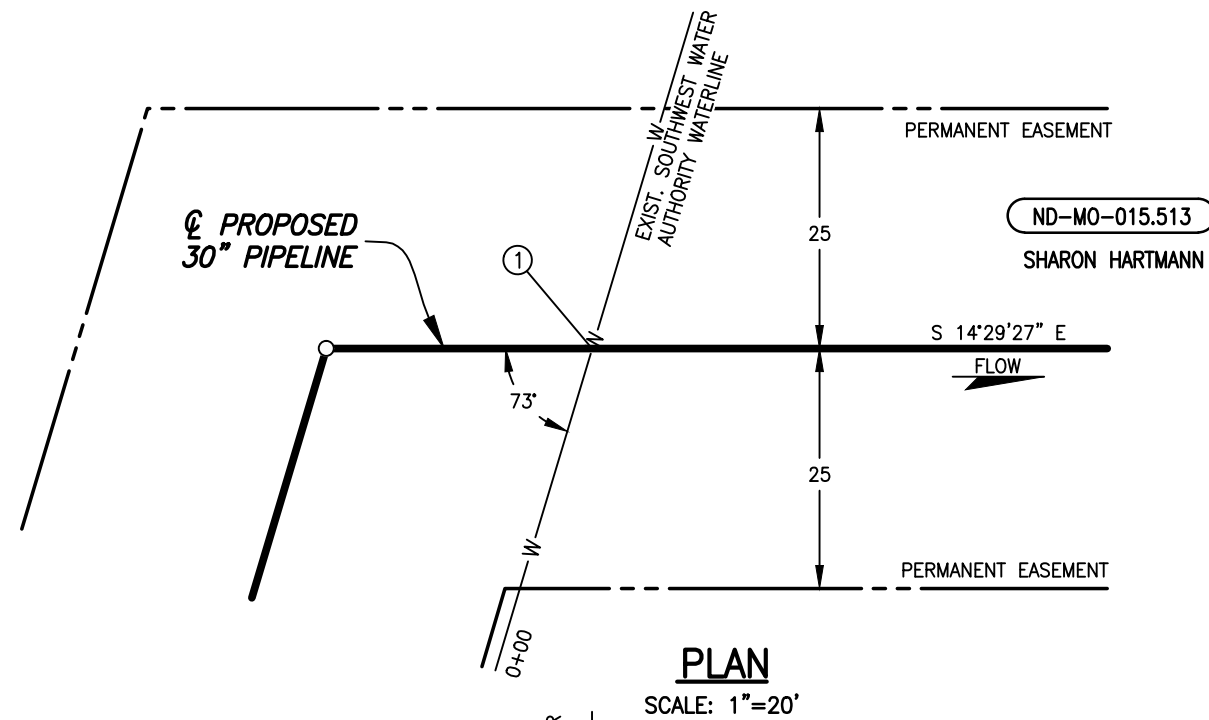 EXIST. SOUTHWEST WATER
AUTHORITY WATERLINE
W
PERMANENT EASEMENT
ND-MO-015.513
SHARON HARTMANN
℄ PROPOSED
30" PIPELINE
25
1
W
S 14°29'27" E
FLOW
73°
25
W
PERMANENT EASEMENT
0+00
PLAN
SCALE: 1"=20'